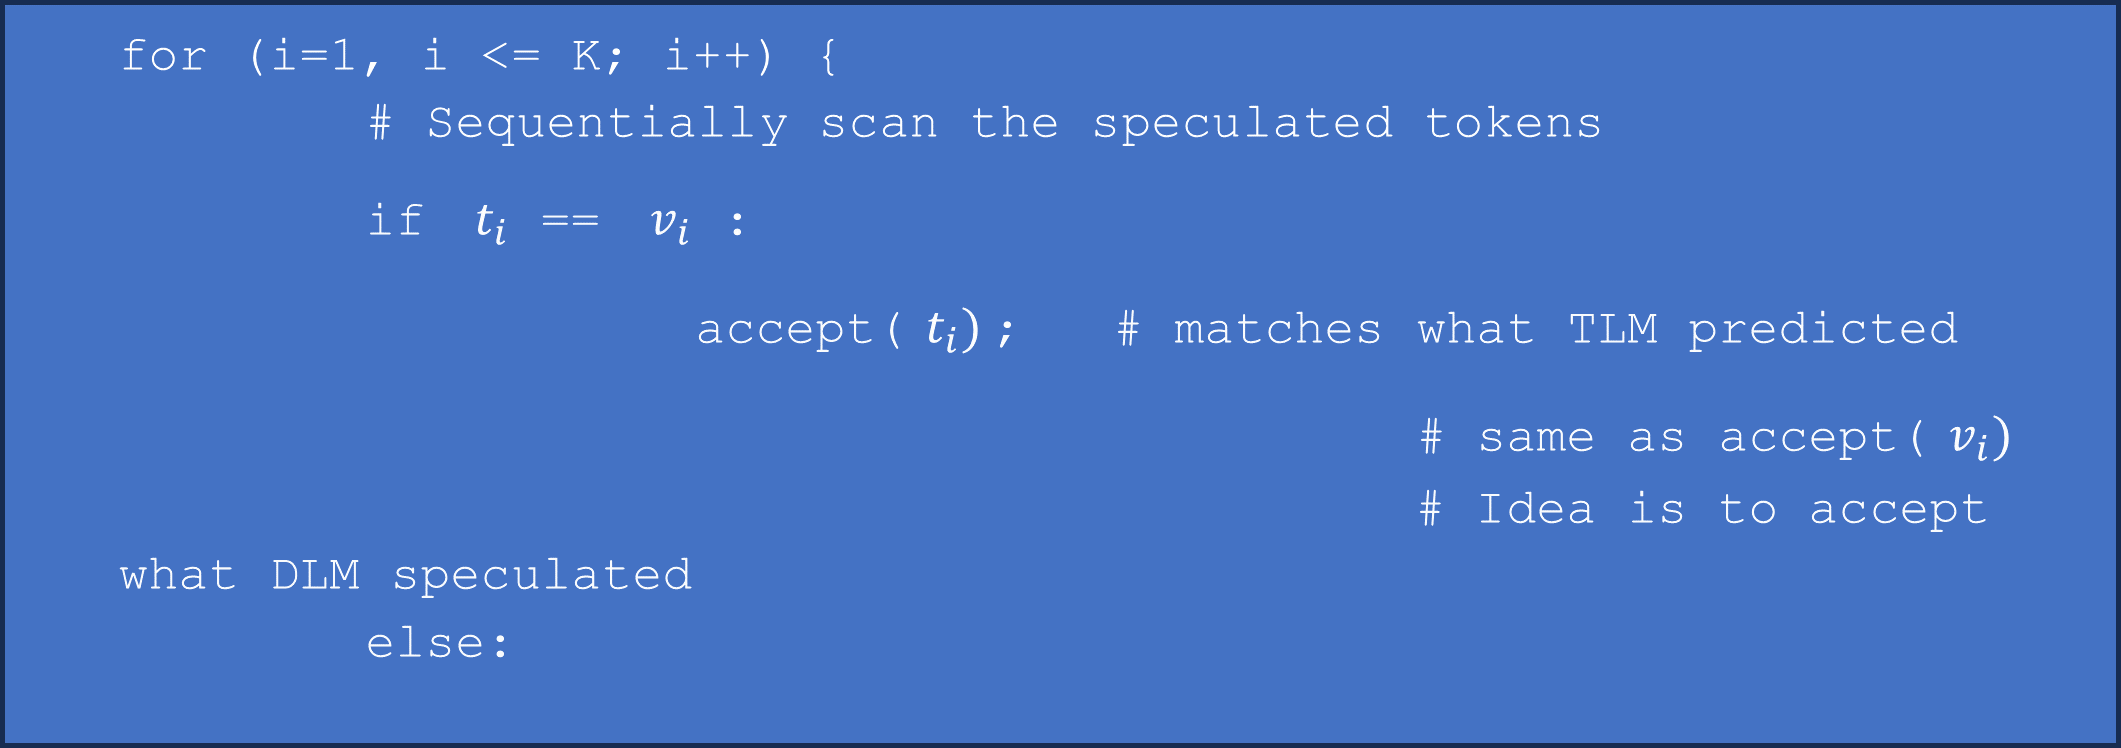 for (i=1, i <= K; i++) {
# Sequentially scan the speculated tokens
if t_i == v_i :
accept( t_i); # matches what TLM predicted
# same as accept( v_i)
# Idea is to accept
what DLM speculated
else: